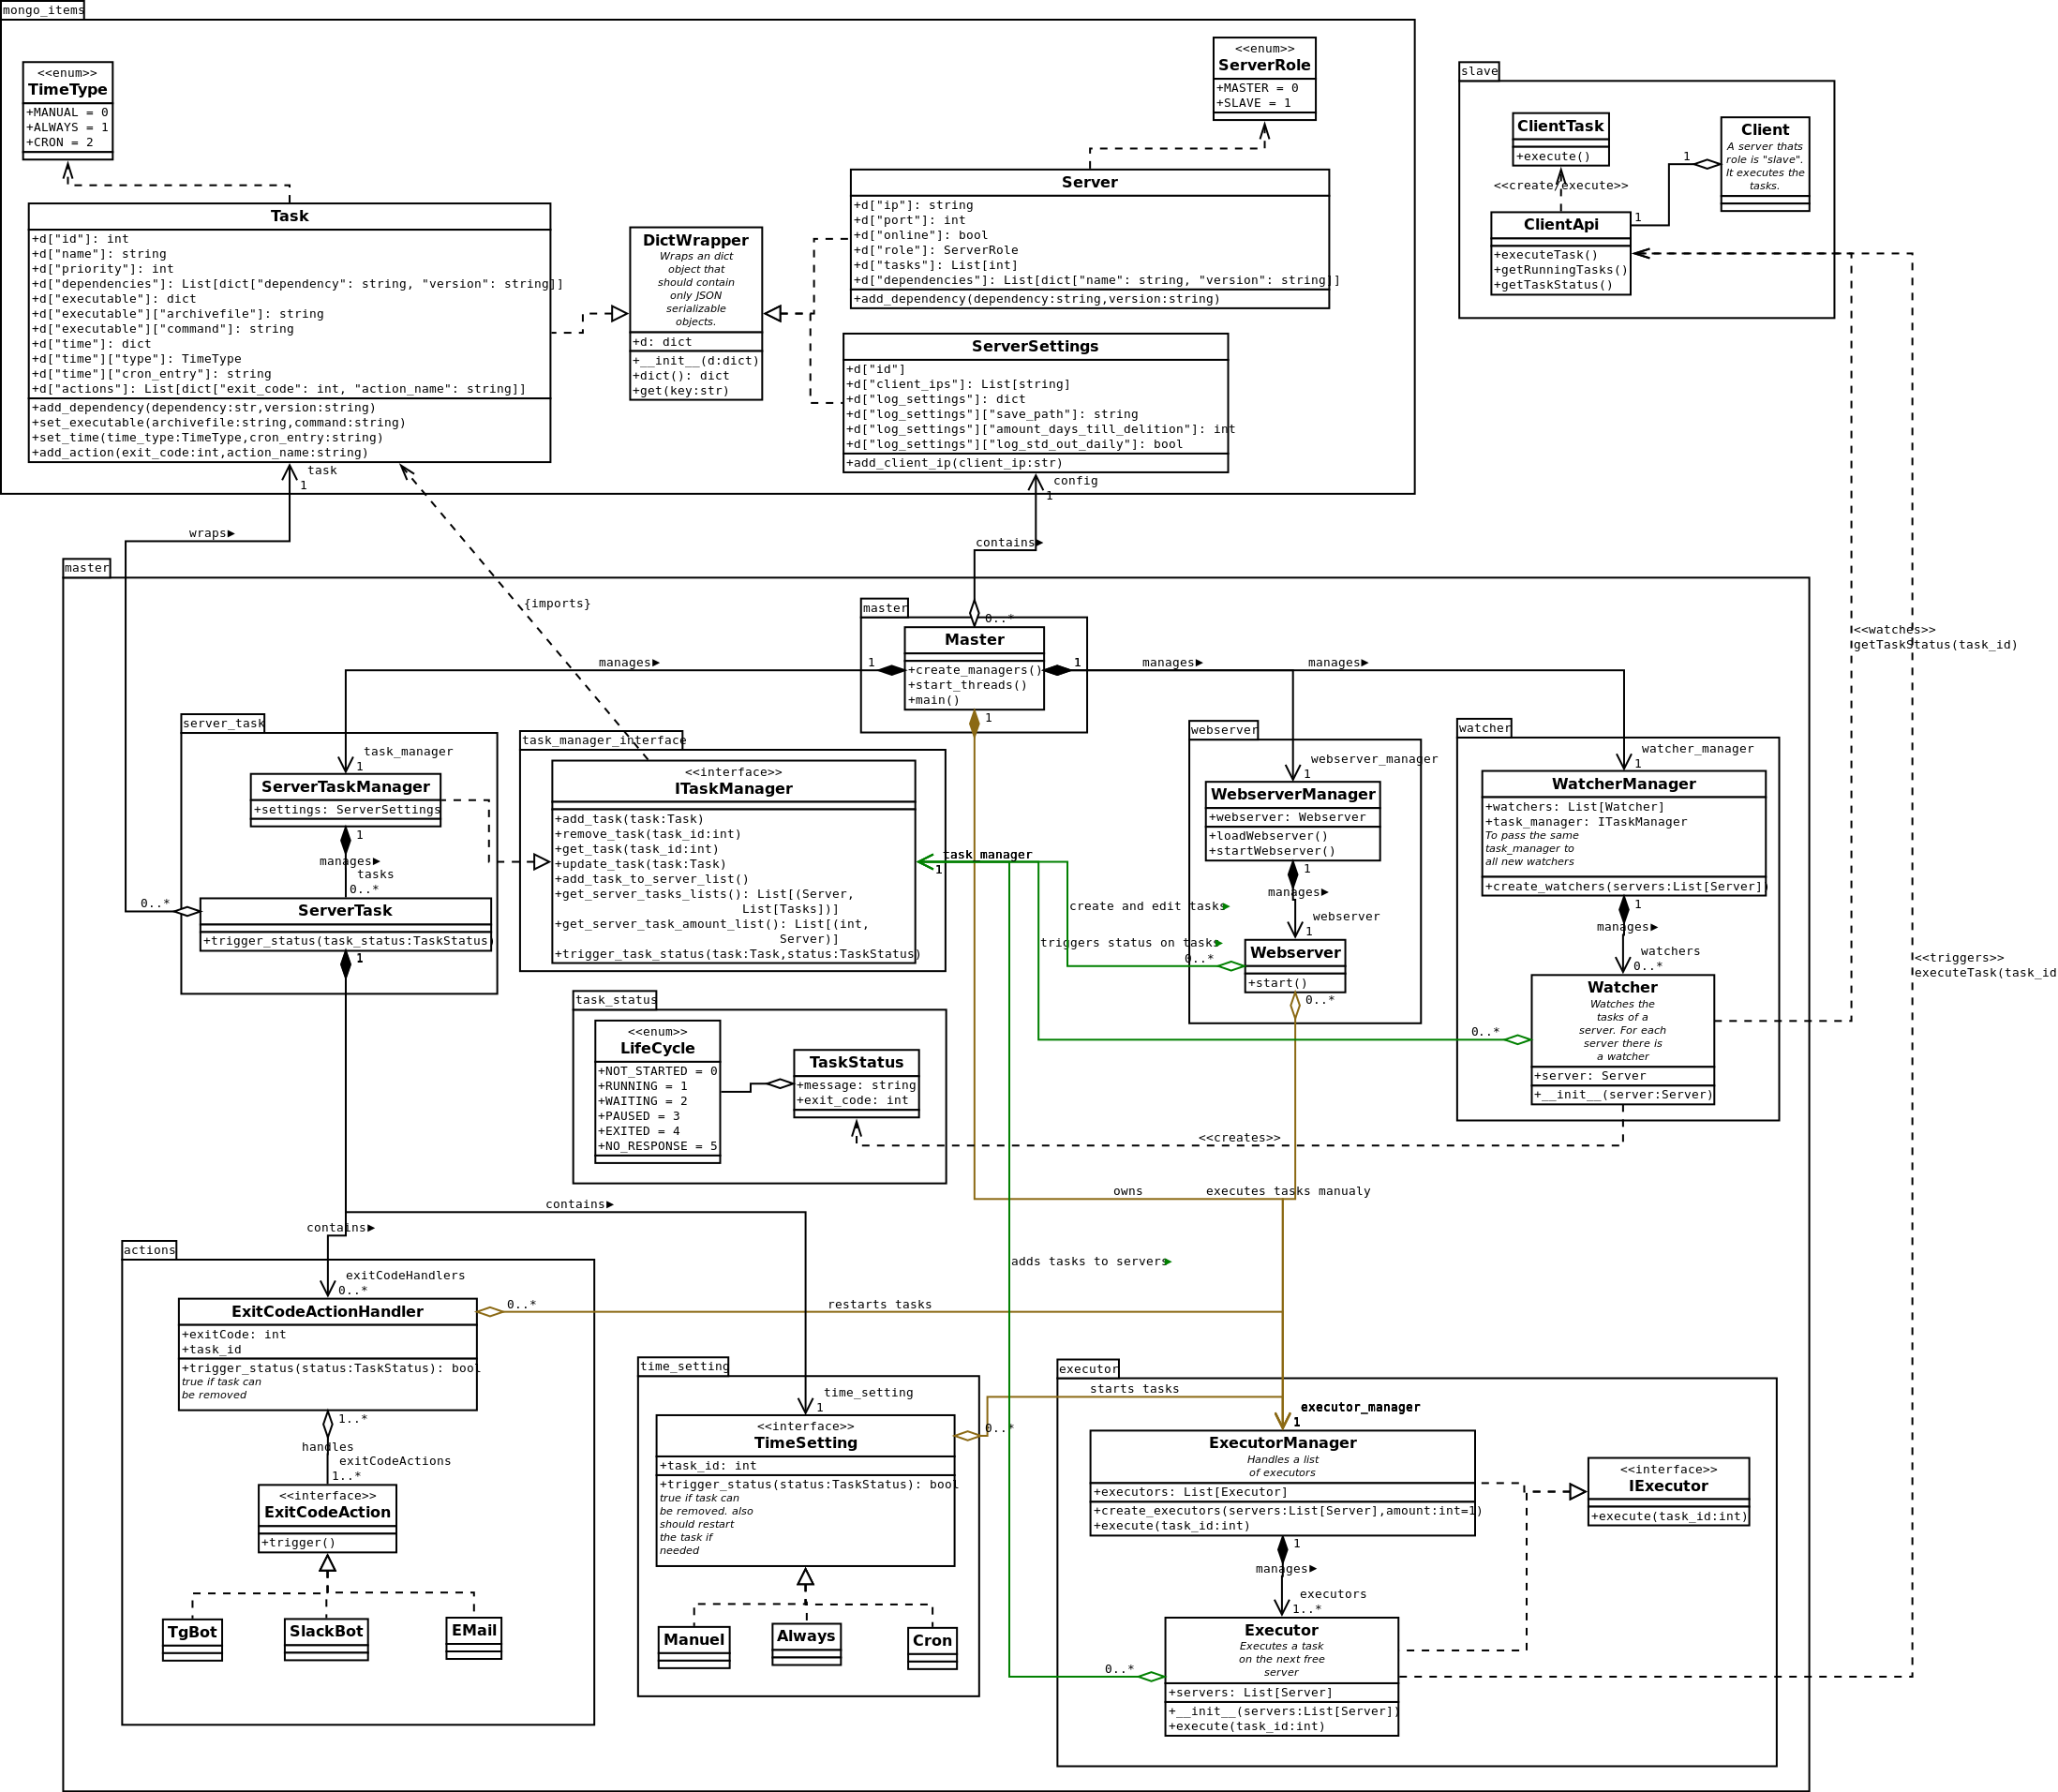 mongo_items
<<enum>>
TimeType
+MANUAL = 0
+ALWAYS = 1
+CRON = 2
<<enum>>
ServerRole
+MASTER = 0
+SLAVE = 1
Task
+d["id"]: int
+d["name"]: string
+d["priority"]: int
+d["dependencies"]: List[dict["dependency": string, "version": string]]
+d["executable"]: dict
+d["executable"]["archivefile"]: string
+d["executable"]["command"]: string
+d["time"]: dict
+d["time"]["type"]: TimeType
+d["time"]["cron_entry"]: string
+d["actions"]: List[dict["exit_code": int, "action_name": string]]
+add_dependency(dependency:str,version:string)
+set_executable(archivefile:string,command:string)
+set_time(time_type:TimeType,cron_entry:string)
+add_action(exit_code:int,action_name:string)
DictWrapper
Wraps an dict
object that
should contain
only JSON
serializable
objects.
+d: dict
+__init__(d:dict)
+dict(): dict
+get(key:str)
Server
+d["ip"]: string
+d["port"]: int
+d["online"]: bool
+d["role"]: ServerRole
+d["tasks"]: List[int]
+d["dependencies"]: List[dict["name": string, "version": string]]
+add_dependency(dependency:string,version:string)
ServerSettings
+d["id"]
+d["client_ips"]: List[string]
+d["log_settings"]: dict
+d["log_settings"]["save_path"]: string
+d["log_settings"]["amount_days_till_delition"]: int
+d["log_settings"]["log_std_out_daily"]: bool
+add_client_ip(client_ip:str)
slave
ClientTask
+execute()
<<create/execute>>
ClientApi
+executeTask()
+getRunningTasks()
+getTaskStatus()
1
1
Client
A server thats
role is "slave".
It executes the
tasks.
task
1
wraps▶
config
1
contains▶
{imports}
<<watches>>
getTaskStatus(task_id)
<<triggers>>
executeTask(task_id
master
master
0..*
Master
+create_managers()
+start_threads()
+main()
manages▶
1
1
manages▶
manages▶
1
server_task
task_manager
1
ServerTaskManager
+settings: ServerSettings
1
manages▶
tasks
0..*
0..*
ServerTask
+trigger_status(task_status:TaskStatus)
1
task_manager_interface
<<interface>>
ITaskManager
+add_task(task:Task)
+remove_task(task_id:int)
+get_task(task_id:int)
+update_task(task:Task)
+add_task_to_server_list()
+get_server_tasks_lists(): List[(Server,
List[Tasks])]
+get_server_task_amount_list(): List[(int,
Server)]
+trigger_task_status(task:Task,status:TaskStatus)
task_manager
1
create and edit tasks▶
triggers status on tasks▶
0..*
webserver
webserver_manager
1
WebserverManager
+webserver: Webserver
+loadWebserver()
+startWebserver()
1
manages▶
webserver
1
Webserver
+start()
0..*
watcher
watcher_manager
1
WatcherManager
+watchers: List[Watcher]
+task_manager: ITaskManager
To pass the same
task_manager to
all new watchers
+create_watchers(servers:List[Server])
1
manages▶
watchers
0..*
0..*
Watcher
Watches the
tasks of a
server. For each
server there is
a watcher
+server: Server
+__init__(server:Server)
task_status
<<enum>>
LifeCycle
+NOT_STARTED = 0
+RUNNING = 1
+WAITING = 2
+PAUSED = 3
+EXITED = 4
+NO_RESPONSE = 5
TaskStatus
+message: string
+exit_code: int
<<creates>>
owns
executes tasks manualy
contains▶
contains▶
adds tasks to servers▶
actions
exitCodeHandlers
0..*
ExitCodeActionHandler
+exitCode: int
+task_id
+trigger_status(status:TaskStatus): bool
true if task can
be removed
0..*
restarts tasks
1..*
handles
exitCodeActions
1..*
<<interface>>
ExitCodeAction
+trigger()
TgBot
SlackBot
EMail
time_setting
time_setting
1
<<interface>>
TimeSetting
+task_id: int
+trigger_status(status:TaskStatus): bool
true if task can
be removed. also
should restart
the task if
needed
Manuel
Always
Cron
0..*
starts tasks
executor
executor_manager
1
ExecutorManager
Handles a list
of executors
+executors: List[Executor]
+create_executors(servers:List[Server],amount:int=1)
+execute(task_id:int)
<<interface>>
IExecutor
+execute(task_id:int)
1
manages▶
executors
1..*
0..*
Executor
Executes a task
on the next free
server
+servers: List[Server]
+__init__(servers:List[Server])
+execute(task_id:int)